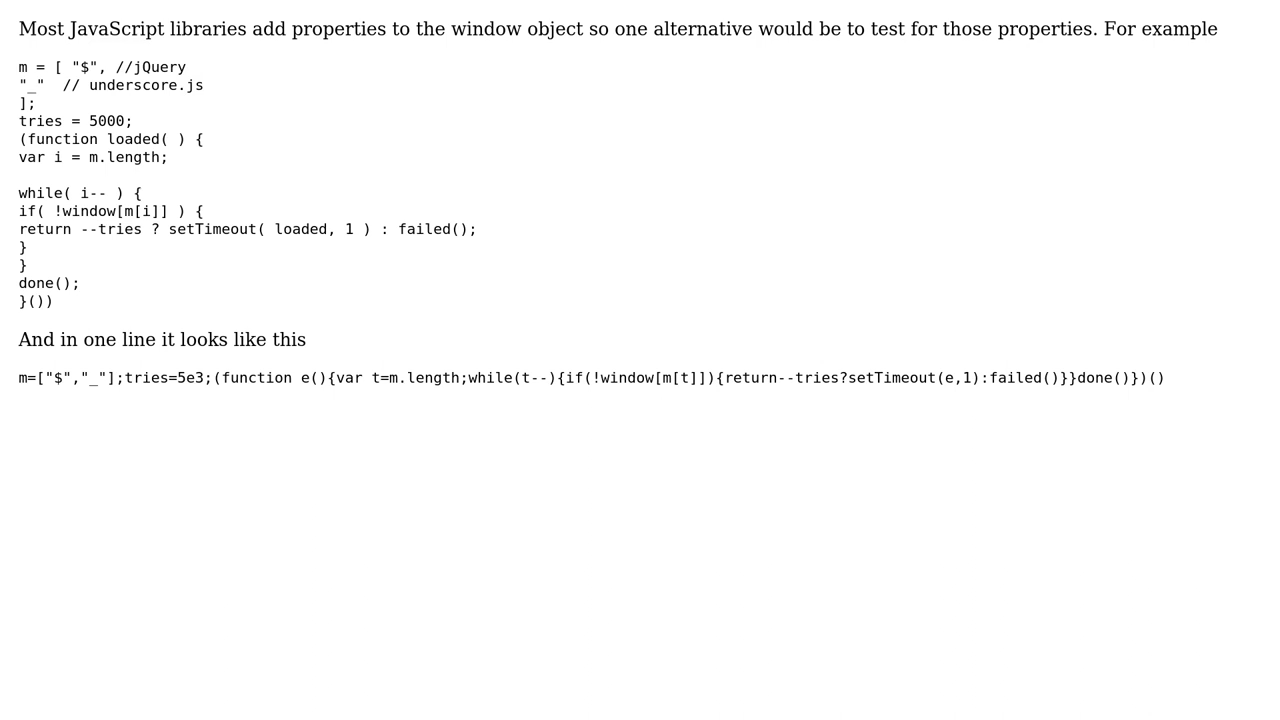 Most JavaScript libraries add properties to the window object so one alternative would be to test for those properties. For example
m = [ "$", //jQuery
"_"  // underscore.js
];
tries = 5000;
(function loaded( ) {
var i = m.length;
while( i-- ) {
if( !window[m[i]] ) {
return --tries ? setTimeout( loaded, 1 ) : failed();
}
}
done();
}())
And in one line it looks like this
m=["$","_"];tries=5e3;(function e(){var t=m.length;while(t--){if(!window[m[t]]){return--tries?setTimeout(e,1):failed()}}done()})()